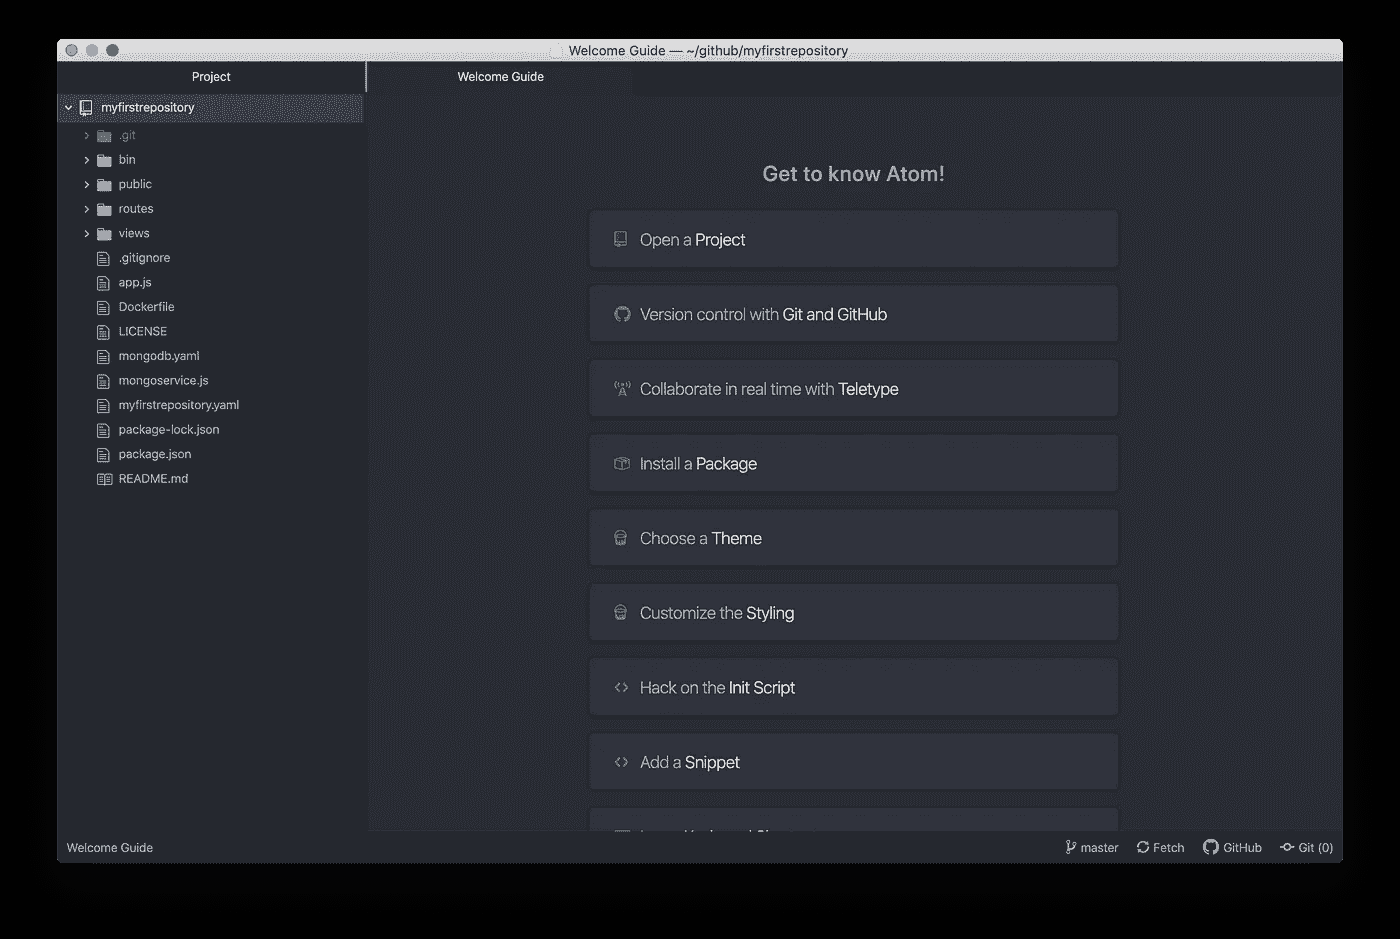 Welcome Guide — ~/github/myfirstrepository
Project
Welcome Guide
myfirstrepository
.git
bin
public
routes
views
.gitignore
app.js
Dockerfile
LICENSE
mongodb.yaml
mongoservice.js
myfirstrepository.yaml
package-lock.json
package.json
README.md
Get to know Atom!
Open a Project
Version control with Git and GitHub
Collaborate in real time with Teletype
Install a Package
Choose a Theme
Customize the Styling
Hack on the Init Script
Add a Snippet
Welcome Guide
master
Fetch
GitHub
Git (0)